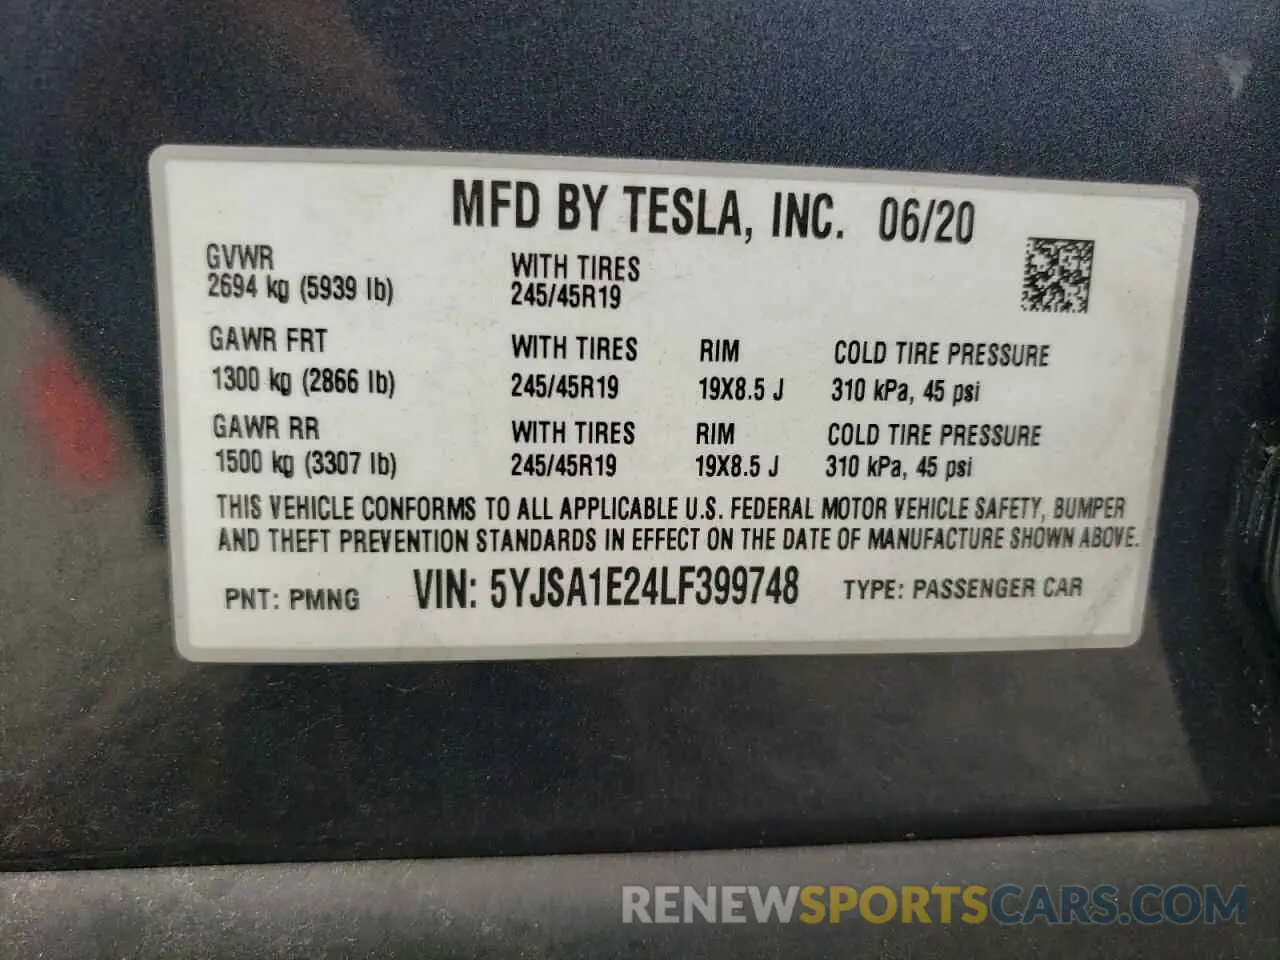 MFD BY TESLA, INC. 06/20
GVWR WITH TIRES
2694 kg (5939 lb) 245/45R19
GAWR FRT WITH TIRES RIM COLD TIRE PRESSURE
1300 kg (2866 lb) 245/45R19 19X8.5 J 310 kPa, 45 psi
GAWR RR WITH TIRES RIM COLD TIRE PRESSURE
1500 kg (3307 lb) 245/45R19 19X8.5 J 310 kPa, 45 psi
THIS VEHICLE CONFORMS TO ALL APPLICABLE U.S. FEDERAL MOTOR VEHICLE SAFETY, BUMPER
AND THEFT PREVENTION STANDARDS IN EFFECT ON THE DATE OF MANUFACTURE SHOWN ABOVE.
PNT: PMNG VIN: 5YJSA1E24LF399748 TYPE: PASSENGER CAR
RENEWSPORTSCARS.COM